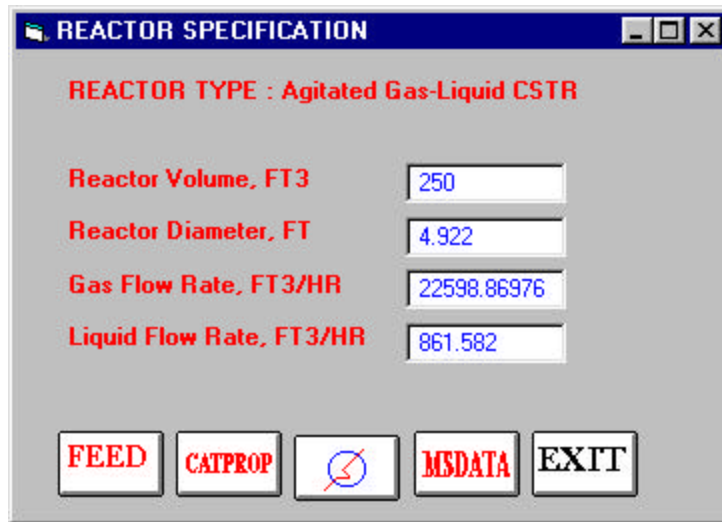 REACTOR SPECIFICATION
REACTOR TYPE : Agitated Gas-Liquid CSTR
Reactor Volume, FT3 250
Reactor Diameter, FT 4.922
Gas Flow Rate, FT3/HR 22598.86976
Liquid Flow Rate, FT3/HR 861.582
FEED CATPROP MSDATA EXIT